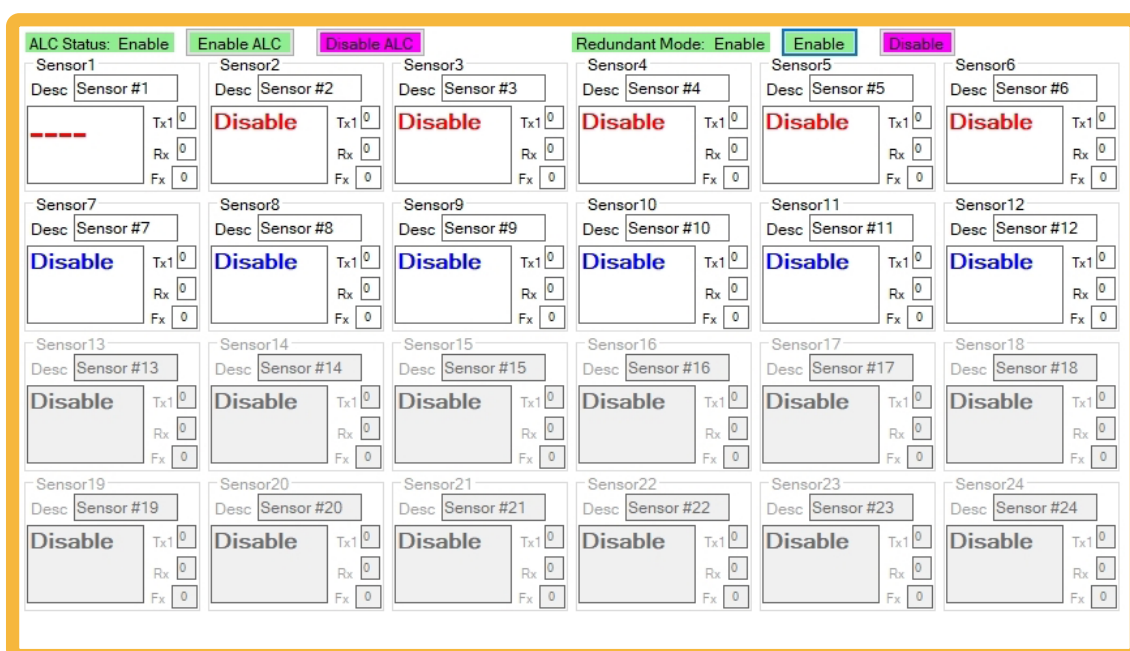 ALC Status: Enable Enable ALC Disable ALC Redundant Mode: Enable Enable Disable
Sensor1 Sensor2 Sensor3 Sensor4 Sensor5 Sensor6
Desc Sensor #1 Desc Sensor #2 Desc Sensor #3 Desc Sensor #4 Desc Sensor #5 Desc Sensor #6
---- Tx1 0 Disable Tx1 0 Disable Tx1 0 Disable Tx1 0 Disable Tx1 0 Disable Tx1 0
Rx 0 Rx 0 Rx 0 Rx 0 Rx 0 Rx 0
Fx 0 Fx 0 Fx 0 Fx 0 Fx 0 Fx 0
Sensor7 Sensor8 Sensor9 Sensor10 Sensor11 Sensor12
Desc Sensor #7 Desc Sensor #8 Desc Sensor #9 Desc Sensor #10 Desc Sensor #11 Desc Sensor #12
Disable Tx1 0 Disable Tx1 0 Disable Tx1 0 Disable Tx1 0 Disable Tx1 0 Disable Tx1 0
Rx 0 Rx 0 Rx 0 Rx 0 Rx 0 Rx 0
Fx 0 Fx 0 Fx 0 Fx 0 Fx 0 Fx 0
Sensor13 Sensor14 Sensor15 Sensor16 Sensor17 Sensor18
Desc Sensor #13 Desc Sensor #14 Desc Sensor #15 Desc Sensor #16 Desc Sensor #17 Desc Sensor #18
Disable Tx1 0 Disable Tx1 0 Disable Tx1 0 Disable Tx1 0 Disable Tx1 0 Disable Tx1 0
Rx 0 Rx 0 Rx 0 Rx 0 Rx 0 Rx 0
Fx 0 Fx 0 Fx 0 Fx 0 Fx 0 Fx 0
Sensor19 Sensor20 Sensor21 Sensor22 Sensor23 Sensor24
Desc Sensor #19 Desc Sensor #20 Desc Sensor #21 Desc Sensor #22 Desc Sensor #23 Desc Sensor #24
Disable Tx1 0 Disable Tx1 0 Disable Tx1 0 Disable Tx1 0 Disable Tx1 0 Disable Tx1 0
Rx 0 Rx 0 Rx 0 Rx 0 Rx 0 Rx 0
Fx 0 Fx 0 Fx 0 Fx 0 Fx 0 Fx 0